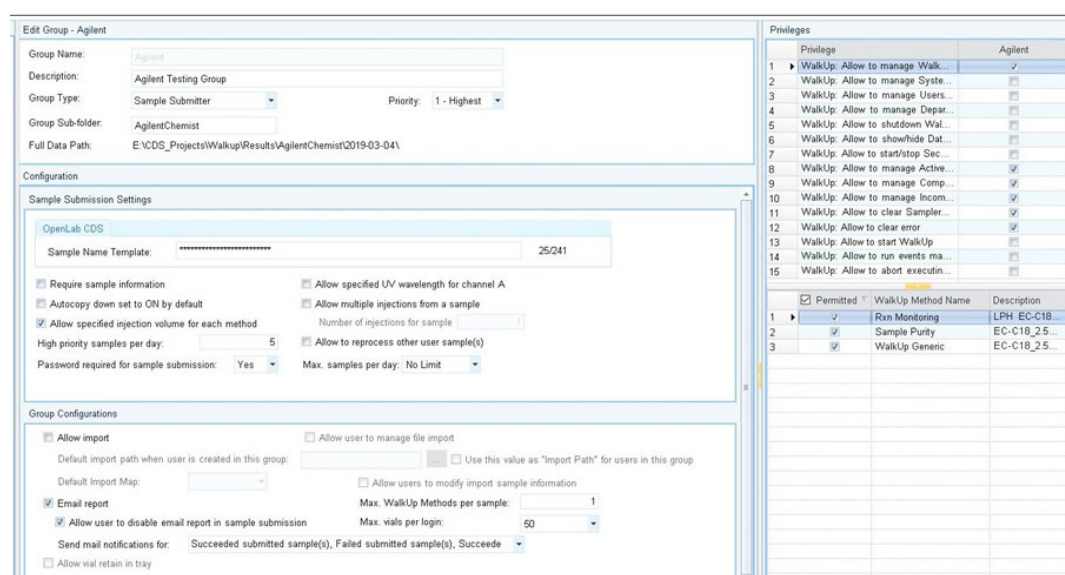 Edit Group - Agilent
Group Name: Agilent
Description: Agilent Testing Group
Group Type: Sample Submitter Priority: 1 - Highest
Group Sub-folder: AgilentChemist
Full Data Path: E:\CDS_Projects\Walkup\Results\AgilentChemist\2019-03-04\
Configuration
Sample Submission Settings
OpenLab CDS
Sample Name Template: ************************* 25/241
Require sample information Allow specified UV wavelength for channel A
Autocopy down set to ON by default Allow multiple injections from a sample
Allow specified injection volume for each method Number of injections for sample 1
High priority samples per day: 5 Allow to reprocess other user sample(s)
Password required for sample submission: Yes Max. samples per day: No Limit
Group Configurations
Allow import Allow user to manage file import
Default import path when user is created in this group: ... Use this value as "Import Path" for users in this group
Default Import Map: Allow users to modify import sample information
Email report Max. WalkUp Methods per sample: 1
Allow user to disable email report in sample submission Max. vials per login: 50
Send mail notifications for: Succeeded submitted sample(s), Failed submitted sample(s), Succeede
Allow vial retain in tray
Privileges
Privilege Agilent
1 WalkUp: Allow to manage Walk...
2 WalkUp: Allow to manage Syste...
3 WalkUp: Allow to manage Users...
4 WalkUp: Allow to manage Depar...
5 WalkUp: Allow to shutdown Wal...
6 WalkUp: Allow to show/hide Dat...
7 WalkUp: Allow to start/stop Sec...
8 WalkUp: Allow to manage Active...
9 WalkUp: Allow to manage Comp...
10 WalkUp: Allow to manage Incom...
11 WalkUp: Allow to clear Sampler...
12 WalkUp: Allow to clear error
13 WalkUp: Allow to start WalkUp
14 WalkUp: Allow to run events ma...
15 WalkUp: Allow to abort executin...
Permitted WalkUp Method Name Description
1 Rxn Monitoring LPH EC-C18...
2 Sample Purity EC-C18_2.5...
3 WalkUp Generic EC-C18_2.5...